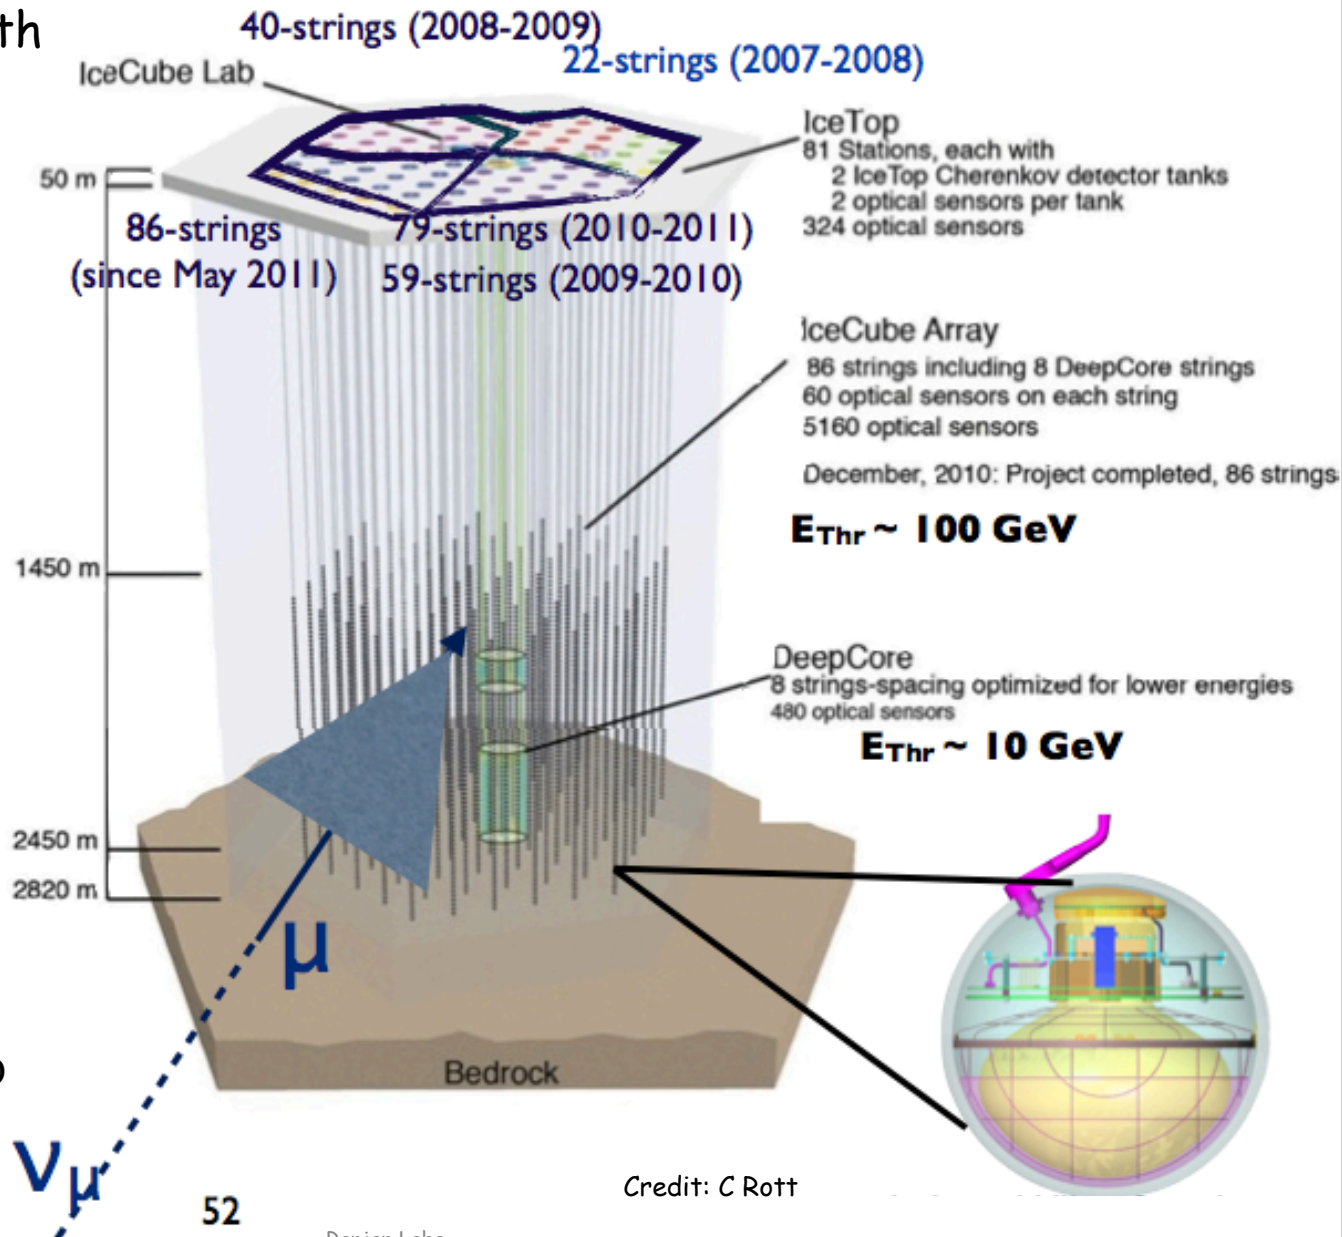 th
40-strings (2008-2009)
22-strings (2007-2008)
IceCube Lab
IceTop
81 Stations, each with
2 IceTop Cherenkov detector tanks
2 optical sensors per tank
324 optical sensors
50 m
86-strings
(since May 2011)
79-strings (2010-2011)
59-strings (2009-2010)
IceCube Array
86 strings including 8 DeepCore strings
60 optical sensors on each string
5160 optical sensors
December, 2010: Project completed, 86 strings
EThr ~ 100 GeV
1450 m
DeepCore
8 strings-spacing optimized for lower energies
480 optical sensors
EThr ~ 10 GeV
2450 m
2820 m
μ
Bedrock
νμ
52
Credit: C Rott